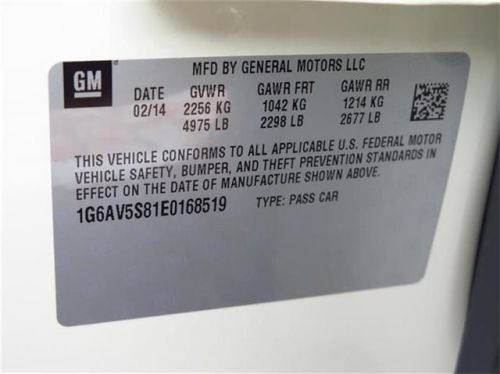 GM
MFD BY GENERAL MOTORS LLC
DATE GVWR GAWR FRT GAWR RR
02/14 2256 KG 1042 KG 1214 KG
4975 LB 2298 LB 2677 LB
THIS VEHICLE CONFORMS TO ALL APPLICABLE U.S. FEDERAL MOTOR
VEHICLE SAFETY, BUMPER, AND THEFT PREVENTION STANDARDS IN
EFFECT ON THE DATE OF MANUFACTURE SHOWN ABOVE.
1G6AV5S81E0168519 TYPE: PASS CAR